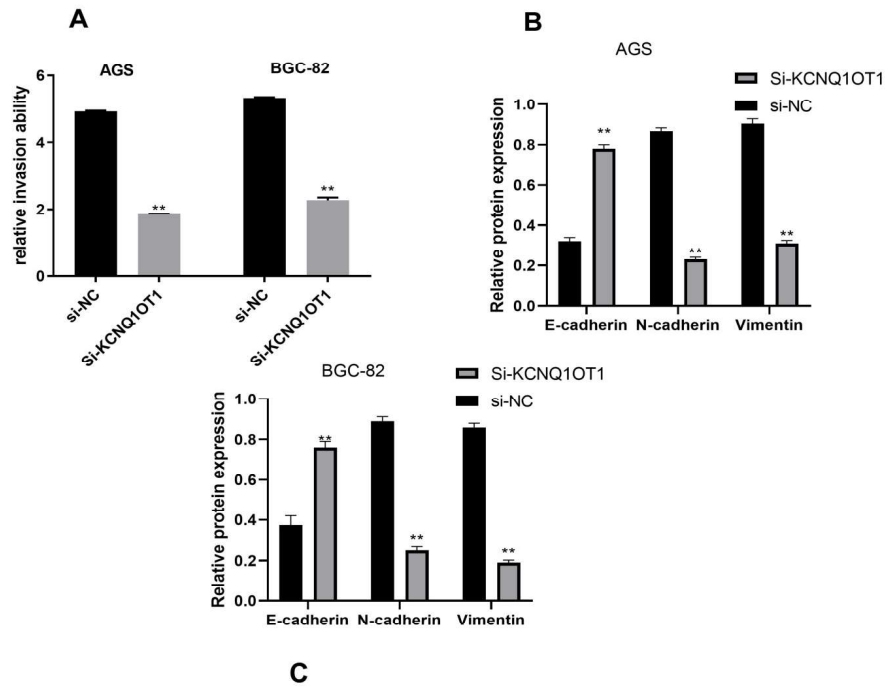 A
AGS
BGC-82
relative invasion ability
6
4
2
0
**
**
si-NC
Si-KCNQ1OT1
si-NC
Si-KCNQ1OT1
B
AGS
Si-KCNQ1OT1
si-NC
Relative protein expression
1.0
0.8
0.6
0.4
0.2
0.0
**
**
**
E-cadherin
N-cadherin
Vimentin
BGC-82
Si-KCNQ1OT1
si-NC
Relative protein expression
1.0
0.8
0.6
0.4
0.2
0.0
**
**
**
E-cadherin
N-cadherin
Vimentin
C